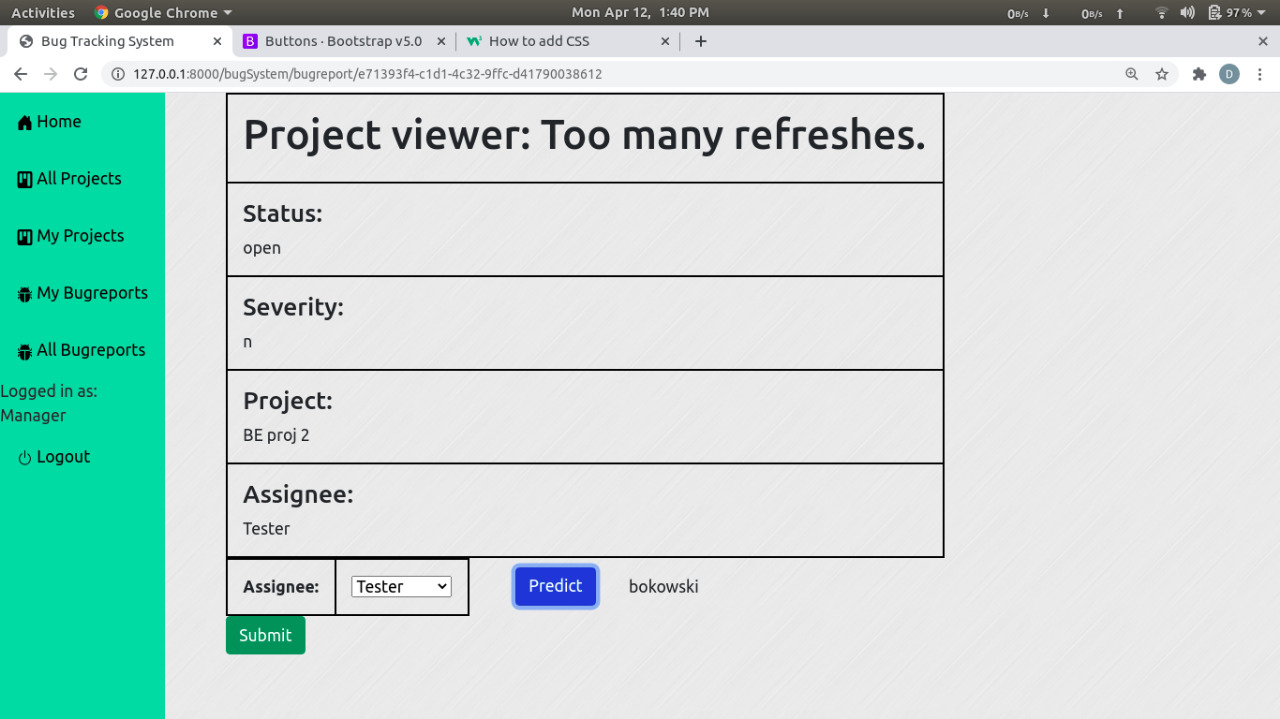 Activities Google Chrome Mon Apr 12, 1:40 PM 0B/s ↓ 0B/s ↑ 97%
Bug Tracking System × B Buttons · Bootstrap v5.0 × How to add CSS × +
127.0.0.1:8000/bugSystem/bugreport/e71393f4-c1d1-4c32-9ffc-d41790038612 D
Home
All Projects
My Projects
My Bugreports
All Bugreports
Logged in as:
Manager
Logout
Project viewer: Too many refreshes.
Status:
open
Severity:
n
Project:
BE proj 2
Assignee:
Tester
Assignee: Tester Predict bokowski
Submit